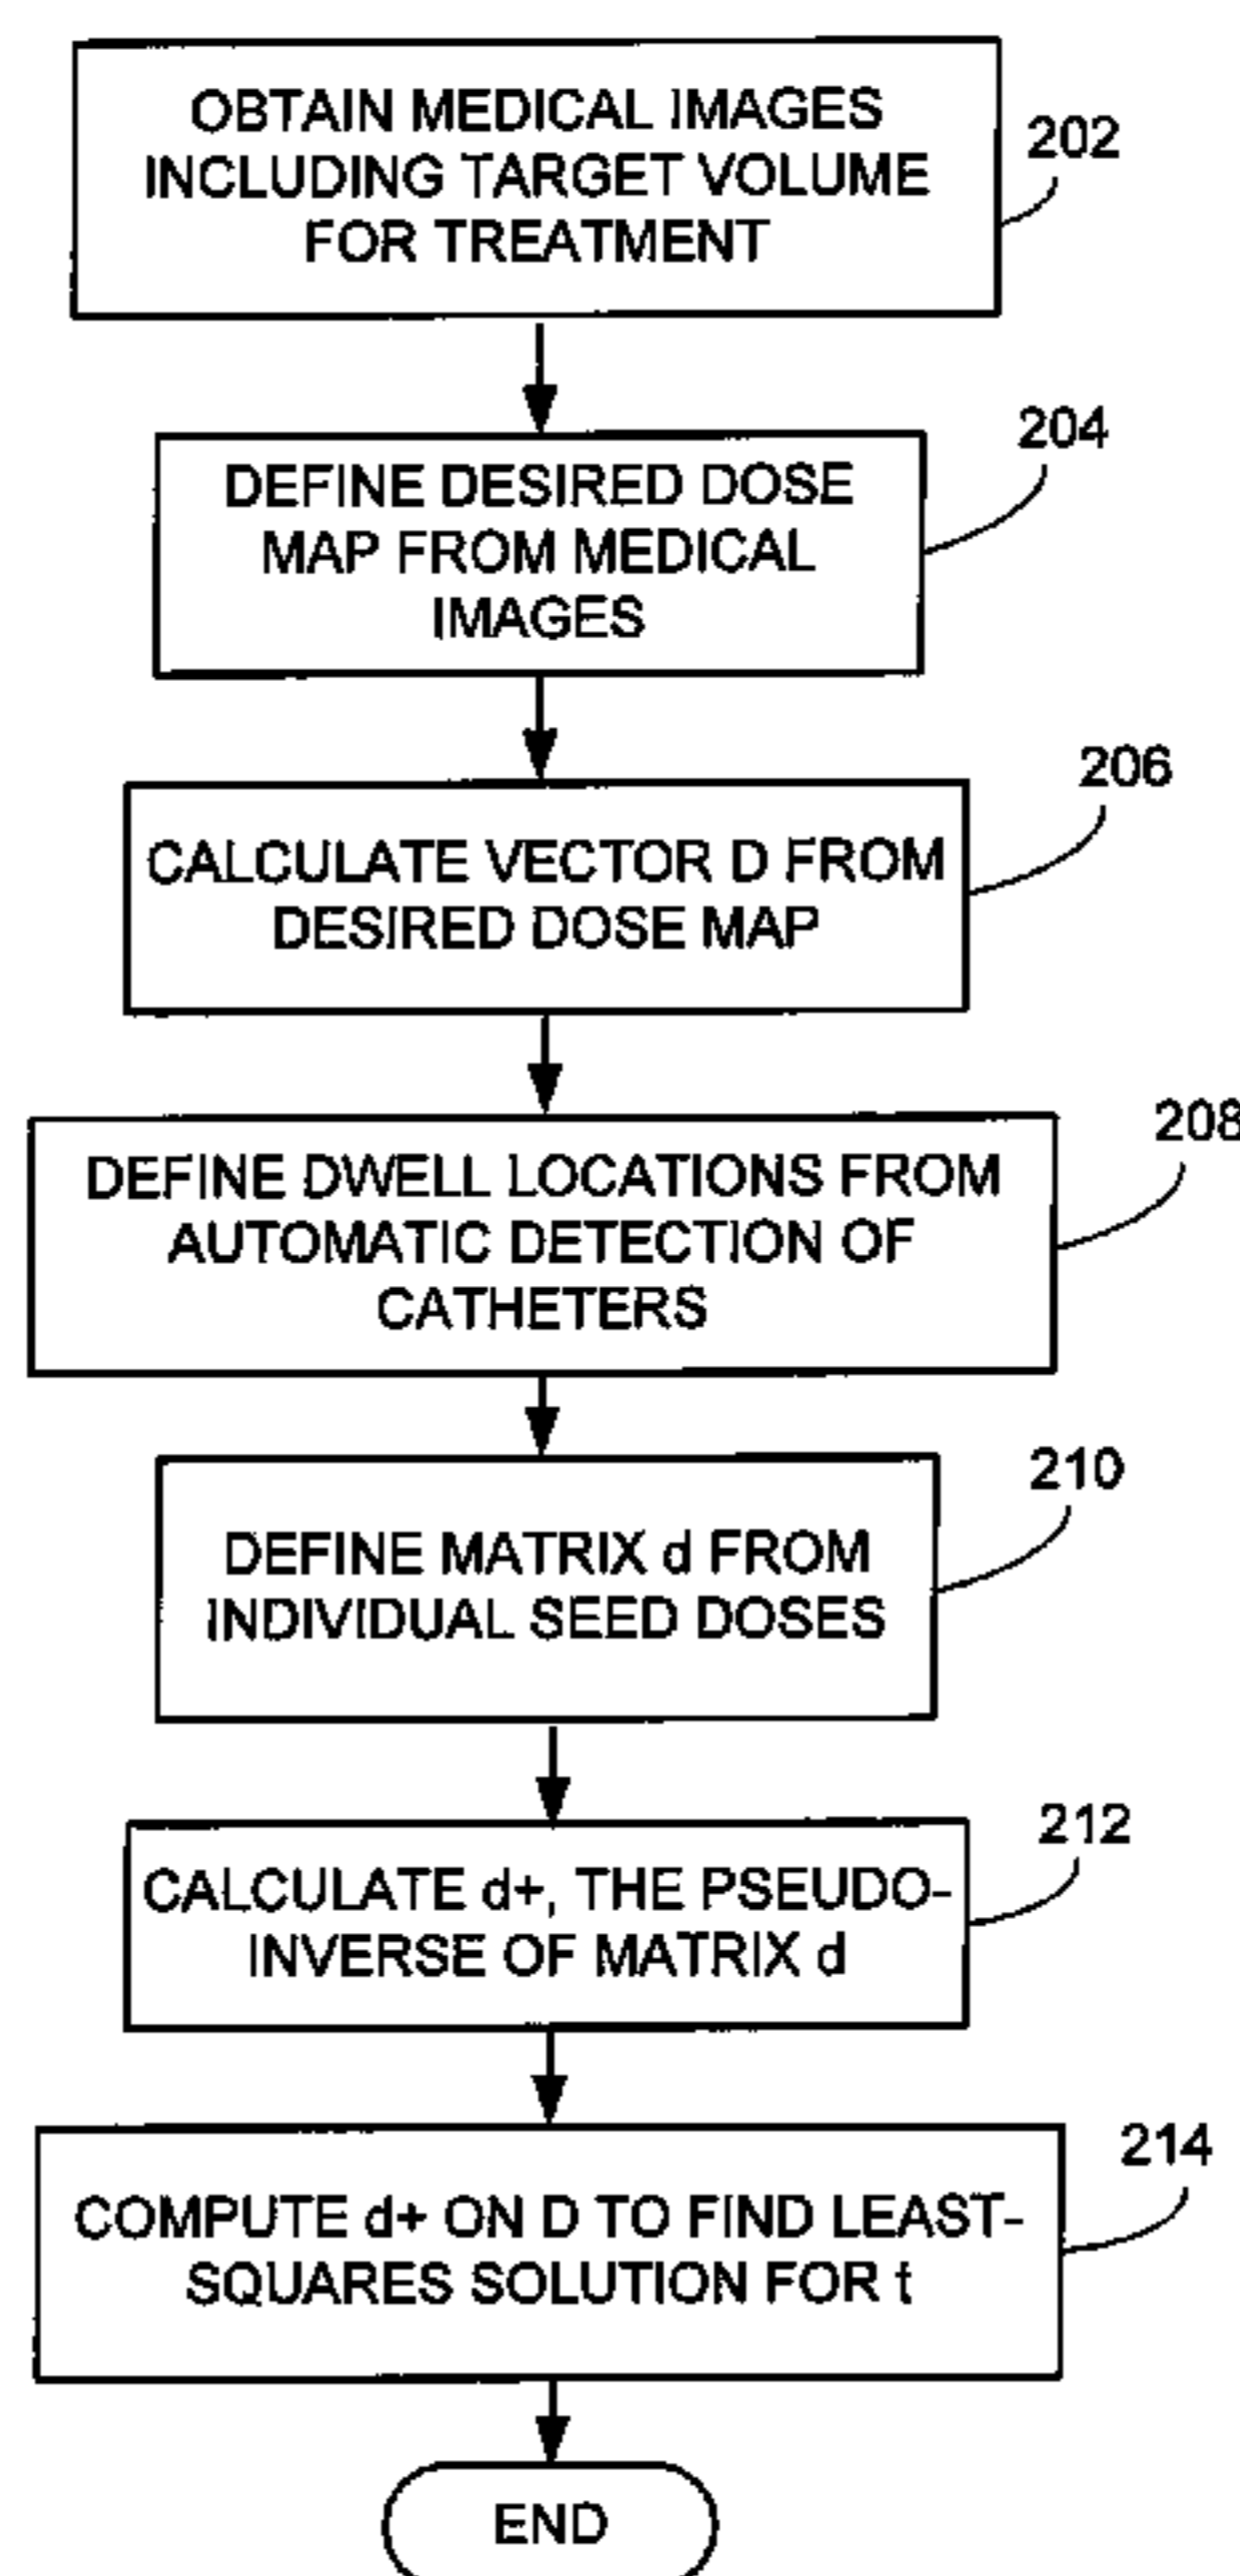 OBTAIN MEDICAL IMAGES
INCLUDING TARGET VOLUME
FOR TREATMENT
202
DEFINE DESIRED DOSE
MAP FROM MEDICAL
IMAGES
204
CALCULATE VECTOR D FROM
DESIRED DOSE MAP
206
DEFINE DWELL LOCATIONS FROM
AUTOMATIC DETECTION OF
CATHETERS
208
DEFINE MATRIX d FROM
INDIVIDUAL SEED DOSES
210
CALCULATE d+, THE PSEUDO-
INVERSE OF MATRIX d
212
COMPUTE d+ ON D TO FIND LEAST-
SQUARES SOLUTION FOR t
214
END